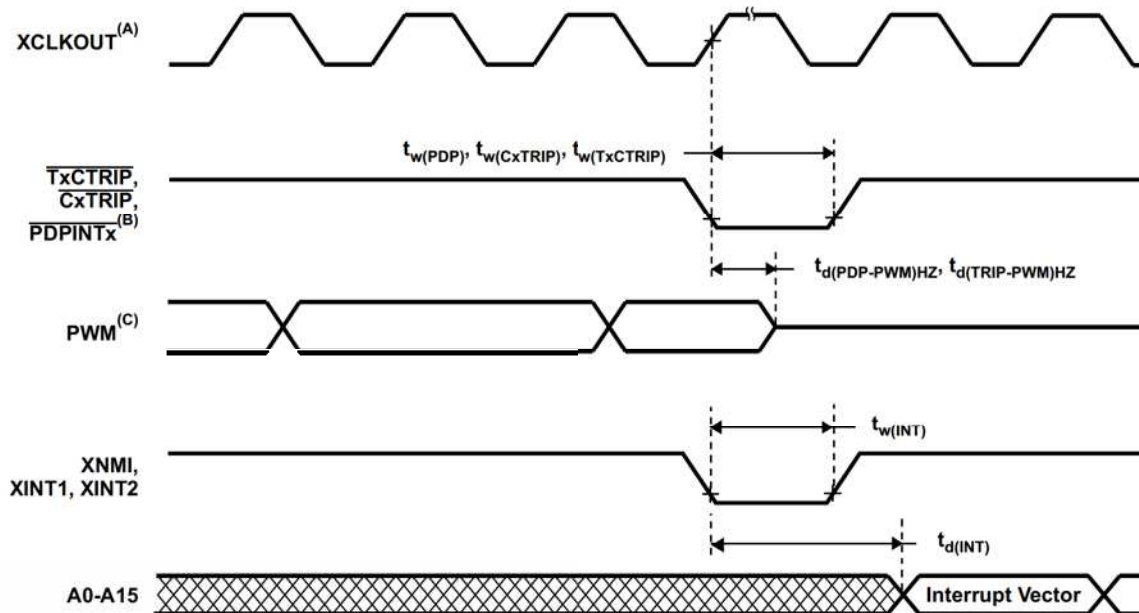 XCLKOUT(A)
tw(PDP), tw(CxTRIP), tw(TxCTRIP)
TxCTRIP,
CxTRIP,
PDPINTx(B)
td(PDP-PWM)HZ, td(TRIP-PWM)HZ
PWM(C)
tw(INT)
XNMI,
XINT1, XINT2
td(INT)
A0-A15
Interrupt Vector